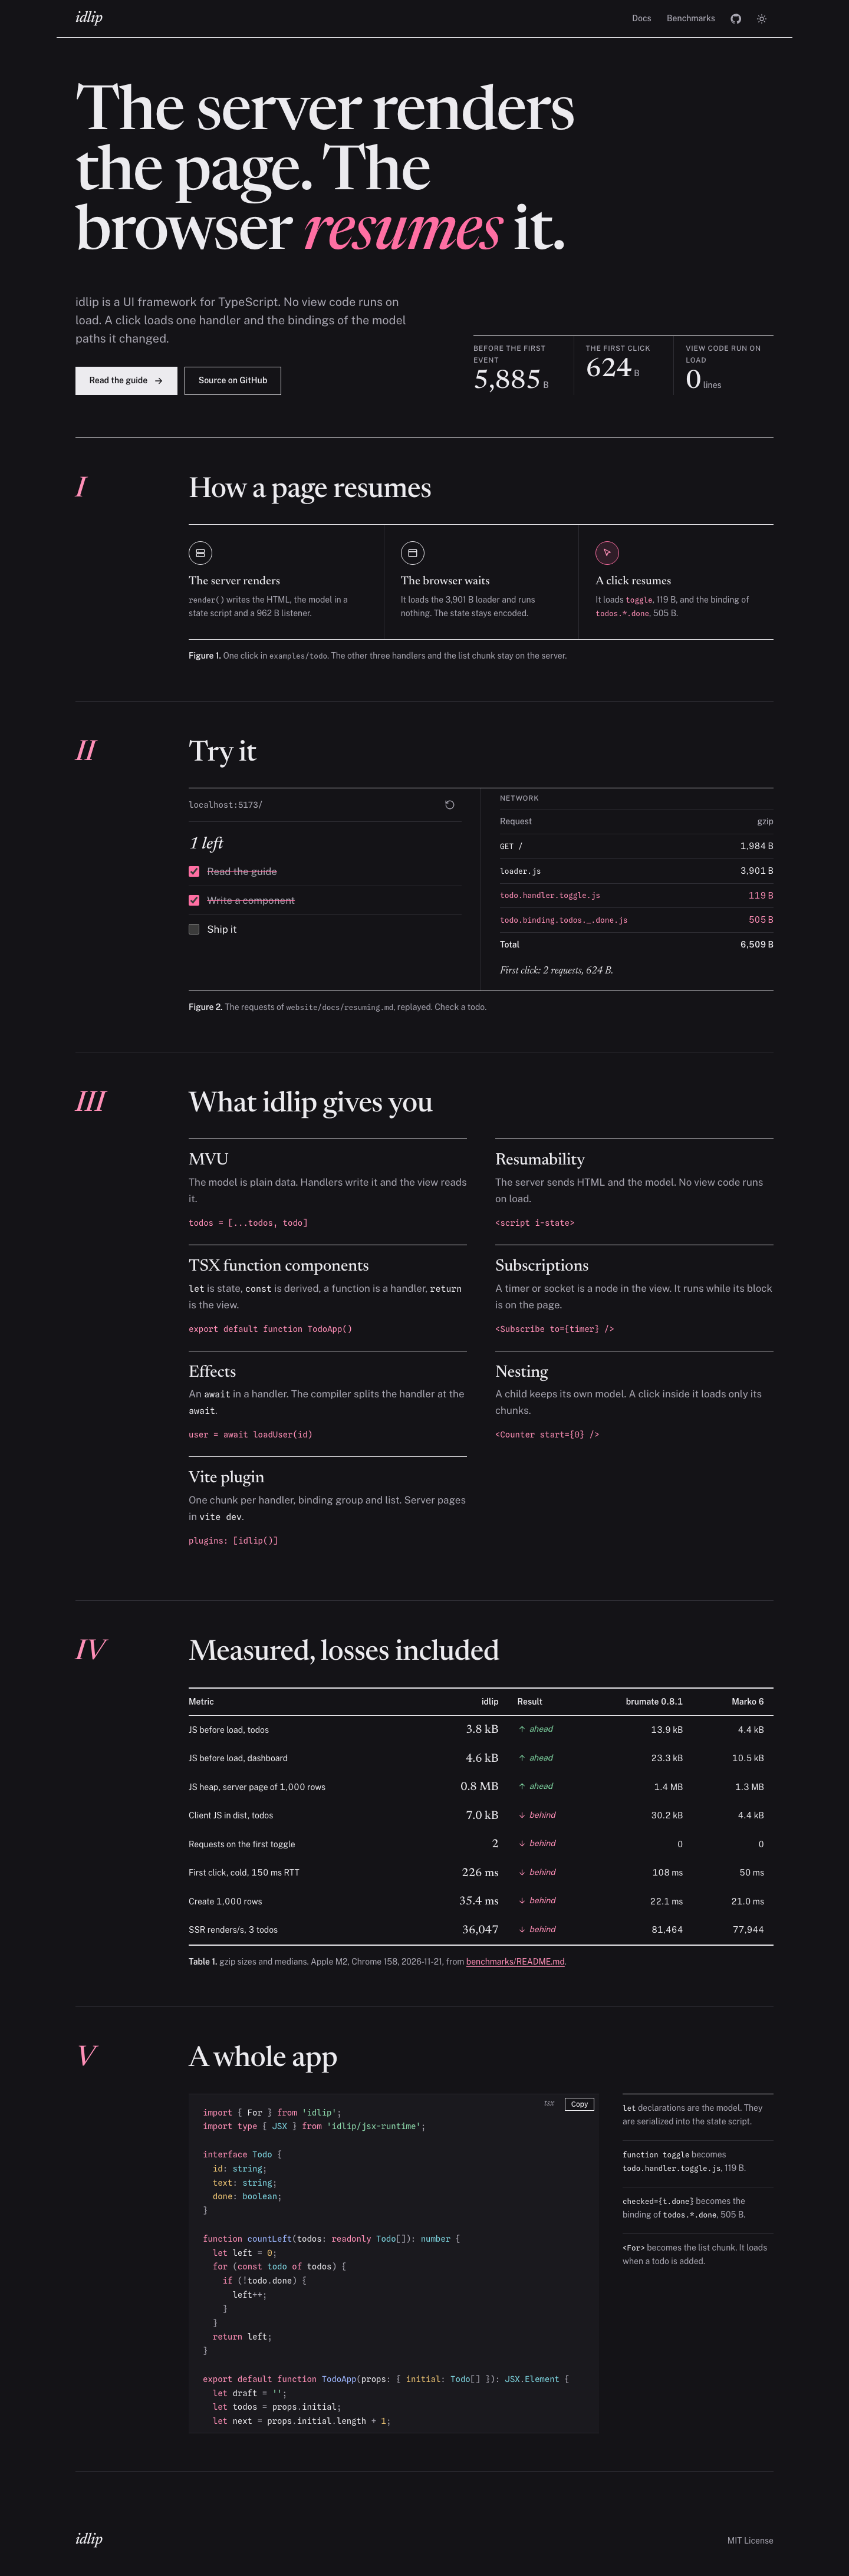 idlip
Docs Benchmarks
The server renders
the page. The
browser resumes it.
idlip is a UI framework for TypeScript. No view code runs on
load. A click loads one handler and the bindings of the model
paths it changed.
Read the guide →
Source on GitHub
BEFORE THE FIRST
EVENT
5,885 B
THE FIRST CLICK
624 B
VIEW CODE RUN ON
LOAD
0 lines
I
How a page resumes
The server renders
render() writes the HTML, the model in a
state script and a 962 B listener.
The browser waits
It loads the 3,901 B loader and runs
nothing. The state stays encoded.
A click resumes
It loads toggle, 119 B, and the binding of
todos.*.done, 505 B.
Figure 1. One click in examples/todo. The other three handlers and the list chunk stay on the server.
II
Try it
localhost:5173/
1 left
Read the guide
Write a component
Ship it
NETWORK
Request gzip
GET / 1,984 B
loader.js 3,901 B
todo.handler.toggle.js 119 B
todo.binding.todos._.done.js 505 B
Total 6,509 B
First click: 2 requests, 624 B.
Figure 2. The requests of website/docs/resuming.md, replayed. Check a todo.
III
What idlip gives you
MVU
The model is plain data. Handlers write it and the view reads
it.
todos = [...todos, todo]
Resumability
The server sends HTML and the model. No view code runs
on load.
<script i-state>
TSX function components
let is state, const is derived, a function is a handler, return
is the view.
export default function TodoApp()
Subscriptions
A timer or socket is a node in the view. It runs while its block
is on the page.
<Subscribe to={timer} />
Effects
An await in a handler. The compiler splits the handler at the
await.
user = await loadUser(id)
Nesting
A child keeps its own model. A click inside it loads only its
chunks.
<Counter start={0} />
Vite plugin
One chunk per handler, binding group and list. Server pages
in vite dev.
plugins: [idlip()]
IV
Measured, losses included
Metric idlip Result brumate 0.8.1 Marko 6
JS before load, todos 3.8 kB ↑ ahead 13.9 kB 4.4 kB
JS before load, dashboard 4.6 kB ↑ ahead 23.3 kB 10.5 kB
JS heap, server page of 1,000 rows 0.8 MB ↑ ahead 1.4 MB 1.3 MB
Client JS in dist, todos 7.0 kB ↓ behind 30.2 kB 4.4 kB
Requests on the first toggle 2 ↓ behind 0 0
First click, cold, 150 ms RTT 226 ms ↓ behind 108 ms 50 ms
Create 1,000 rows 35.4 ms ↓ behind 22.1 ms 21.0 ms
SSR renders/s, 3 todos 36,047 ↓ behind 81,464 77,944
Table 1. gzip sizes and medians. Apple M2, Chrome 158, 2026-11-21, from benchmarks/README.md.
V
A whole app
tsx Copy
import { For } from 'idlip';
import type { JSX } from 'idlip/jsx-runtime';
interface Todo {
id: string;
text: string;
done: boolean;
}
function countLeft(todos: readonly Todo[]): number {
let left = 0;
for (const todo of todos) {
if (!todo.done) {
left++;
}
}
return left;
}
export default function TodoApp(props: { initial: Todo[] }): JSX.Element {
let draft = '';
let todos = props.initial;
let next = props.initial.length + 1;
let declarations are the model. They
are serialized into the state script.
function toggle becomes
todo.handler.toggle.js, 119 B.
checked={t.done} becomes the
binding of todos.*.done, 505 B.
<For> becomes the list chunk. It loads
when a todo is added.
idlip
MIT License